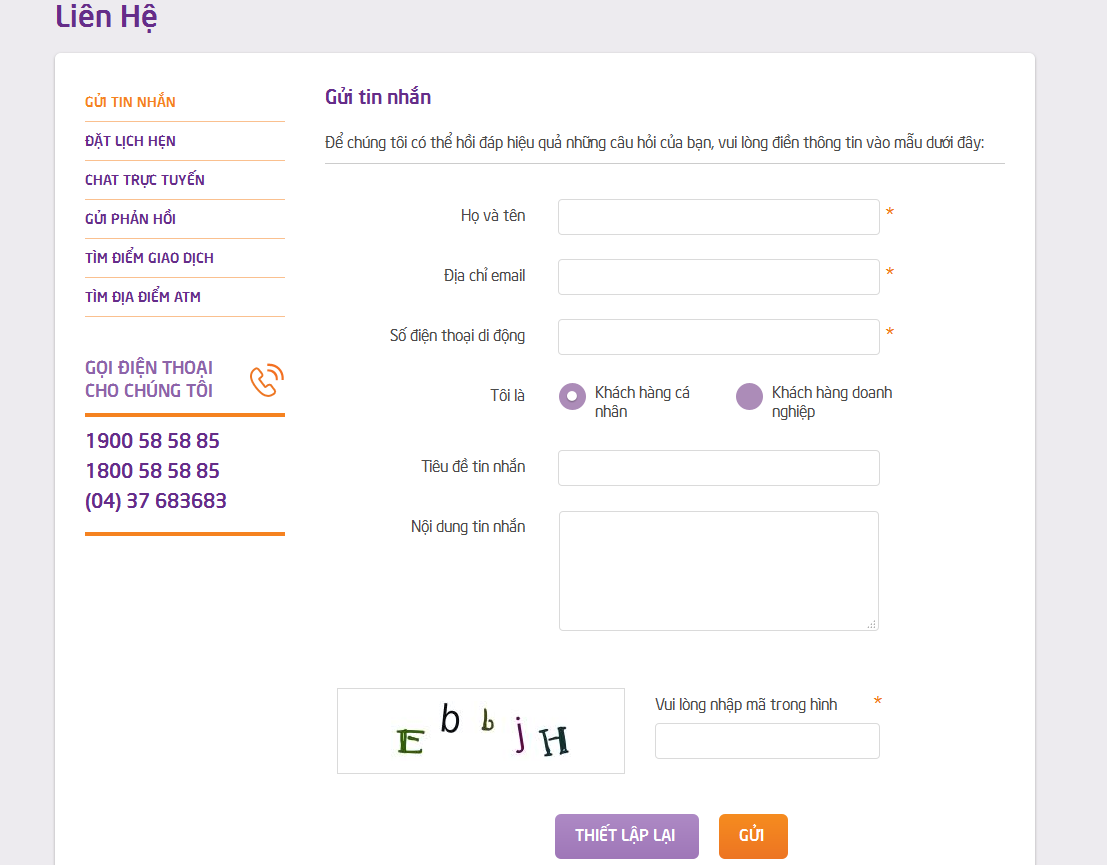 Liên Hệ
GỬI TIN NHẮN
ĐẶT LỊCH HẸN
CHAT TRỰC TUYẾN
GỬI PHẢN HỒI
TÌM ĐIỂM GIAO DỊCH
TÌM ĐỊA ĐIỂM ATM
GỌI ĐIỆN THOẠI
CHO CHÚNG TÔI
1900 58 58 85
1800 58 58 85
(04) 37 683683
Gửi tin nhắn
Để chúng tôi có thể hồi đáp hiệu quả những câu hỏi của bạn, vui lòng điền thông tin vào mẫu dưới đây:
Họ và tên *
Địa chỉ email *
Số điện thoại di động *
Tôi là
Khách hàng cá
nhân
Khách hàng doanh
nghiệp
Tiêu đề tin nhắn
Nội dung tin nhắn
E b b j H
Vui lòng nhập mã trong hình *
THIẾT LẬP LẠI
GỬI